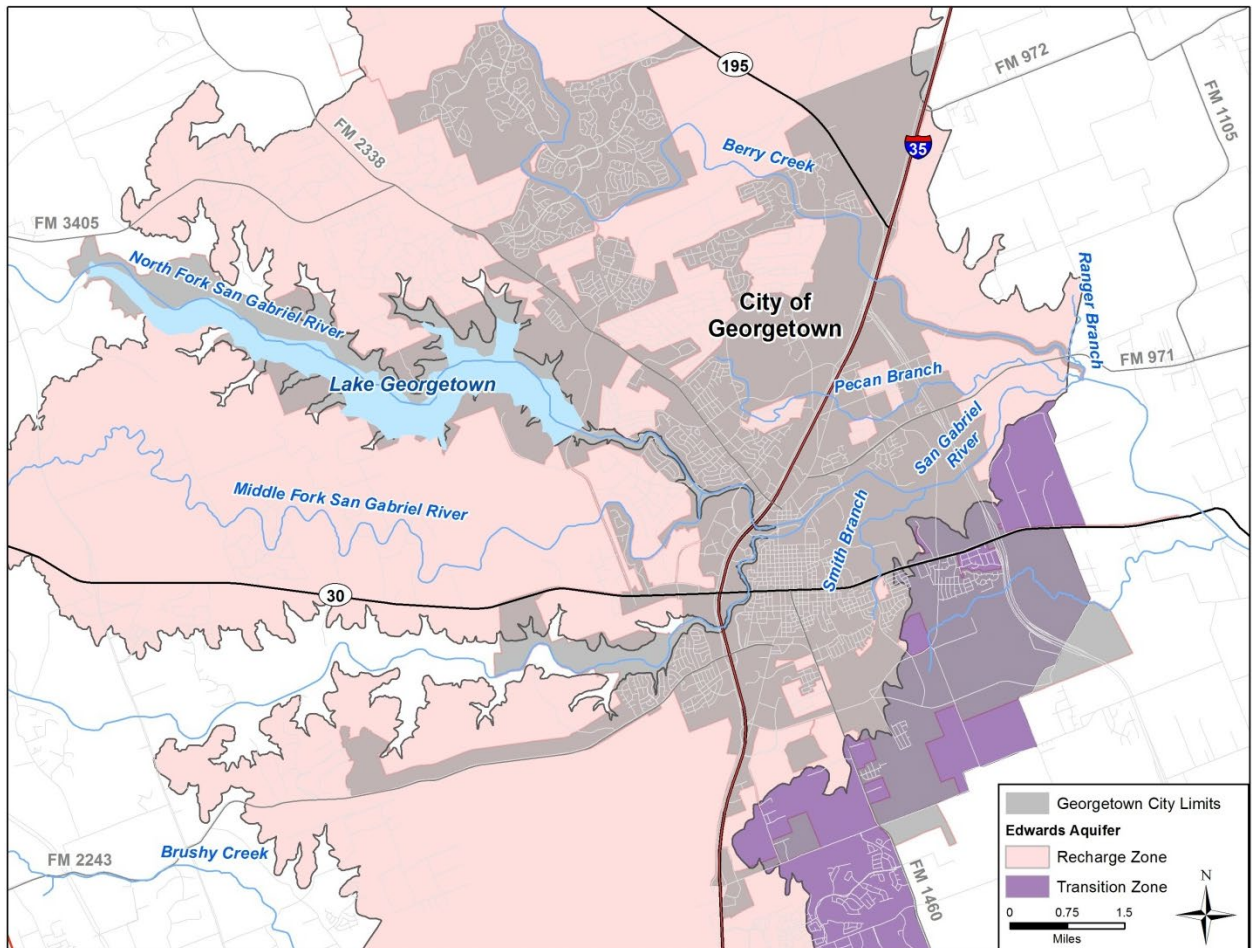 195
FM 972
FM 1105
35
FM 2338
Berry Creek
FM 3405
North Fork San Gabriel River
Ranger Branch
City of
Georgetown
FM 971
Lake Georgetown
Pecan Branch
San Gabriel
River
Middle Fork San Gabriel River
Smith Branch
30
Brushy Creek
FM 2243
FM 1460
Georgetown City Limits
Edwards Aquifer
Recharge Zone
Transition Zone
N
0 0.75 1.5
Miles